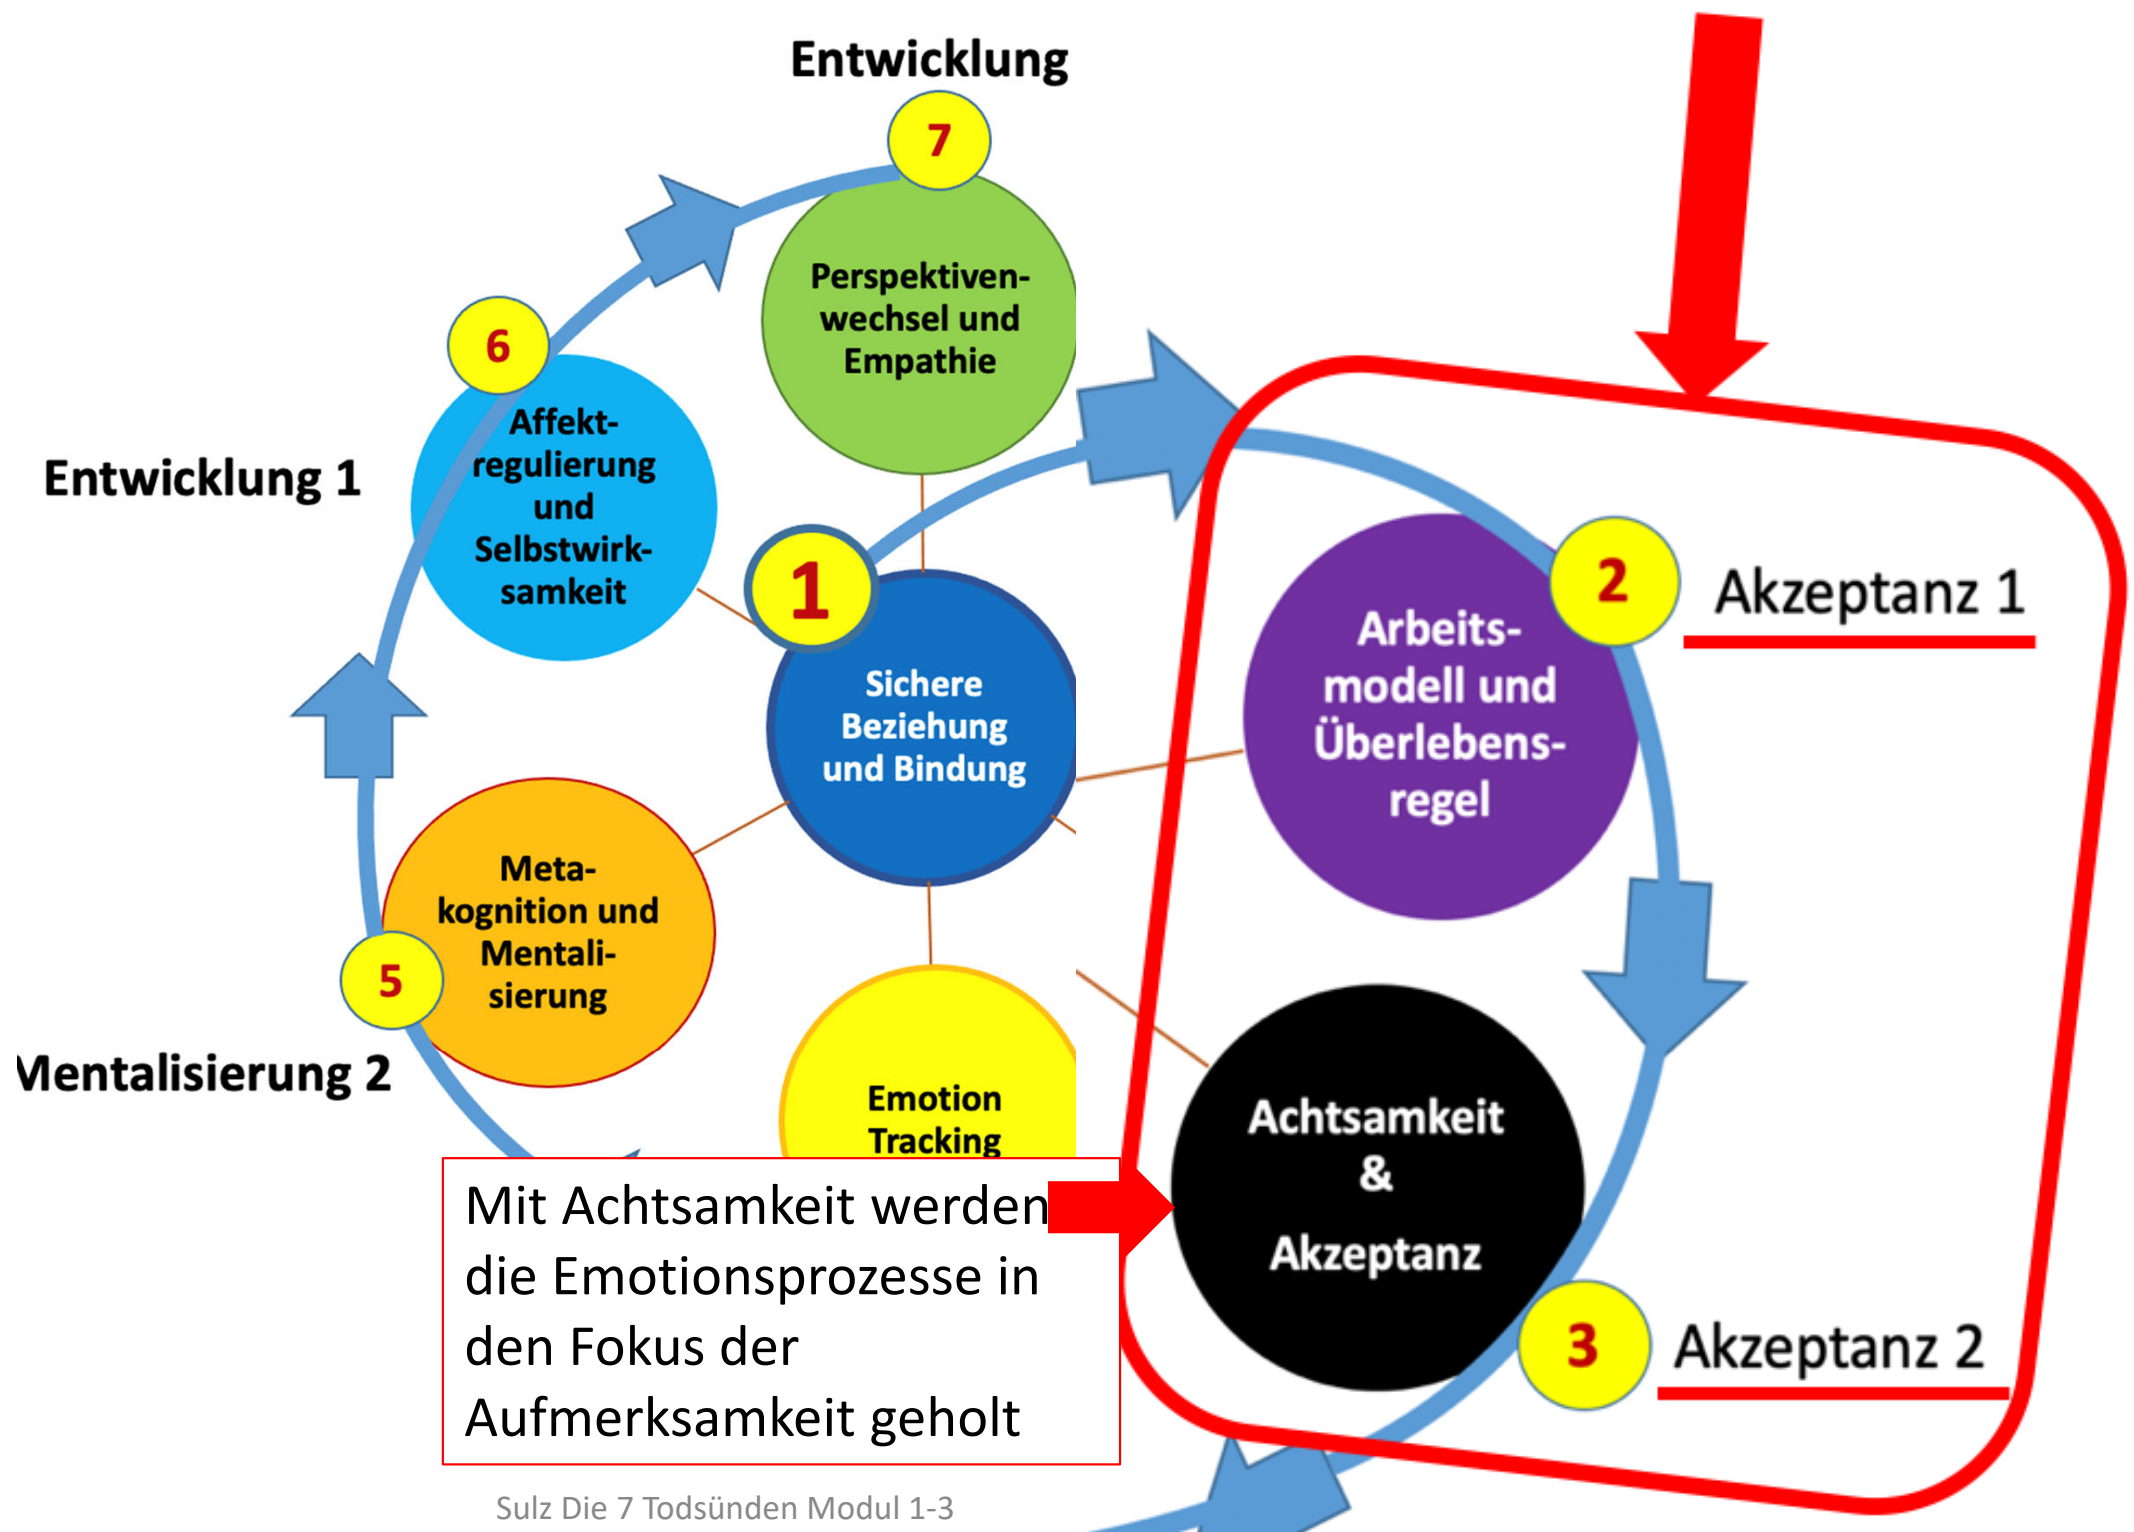 Entwicklung
7
Perspektiven-
wechsel und
Empathie
6
Affekt-
regulierung
und
Selbstwirk-
samkeit
Entwicklung 1
1
Sichere
Beziehung
und Bindung
2
Akzeptanz 1
Arbeits-
modell und
Überlebens-
regel
Meta-
kognition und
Mentali-
sierung
5
Mentalisierung 2
Emotion
Tracking
Achtsamkeit
&
Akzeptanz
3
Akzeptanz 2
Mit Achtsamkeit werden
die Emotionsprozesse in
den Fokus der
Aufmerksamkeit geholt
Sulz Die 7 Todsünden Modul 1-3